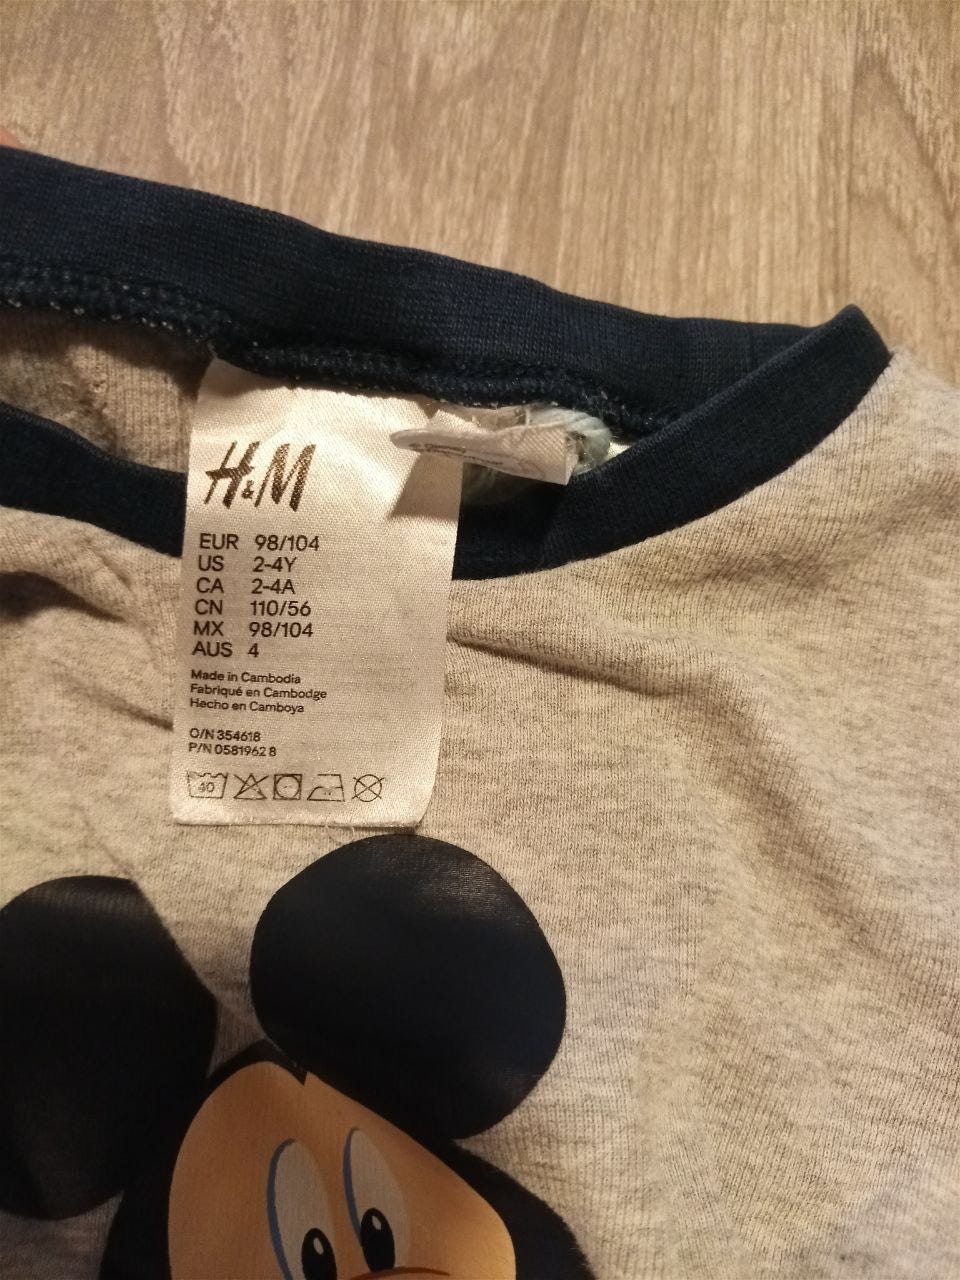 H&M
EUR 98/104
US 2-4Y
CA 2-4A
CN 110/56
MX 98/104
AUS 4
Made in Cambodia
Fabriqué en Cambodge
Hecho en Camboya
O/N 354618
P/N 0581962 8
40